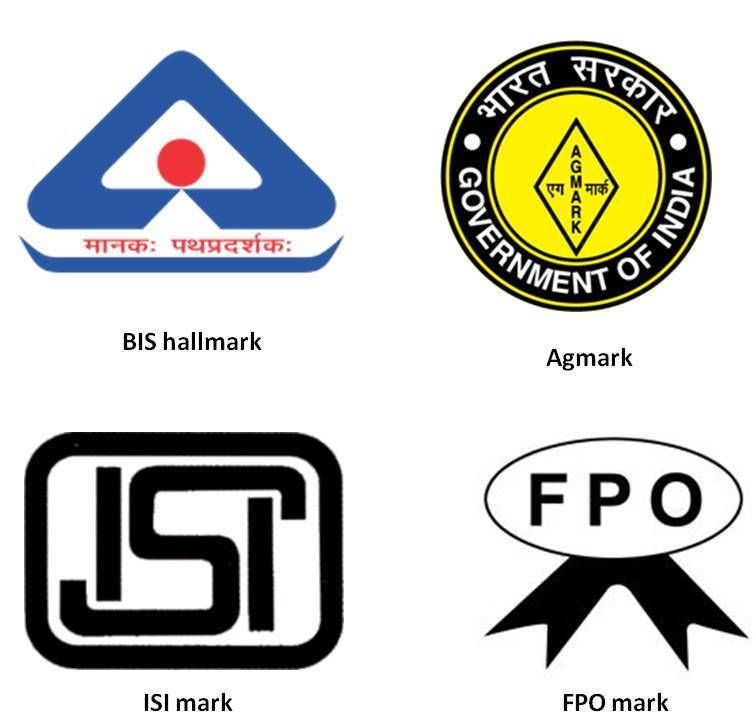 मानकः पथप्रदर्शकः
BIS hallmark
भारत सरकार
AGMARK
एग मार्क
GOVERNMENT OF INDIA
Agmark
ISI
ISI mark
FPO
FPO mark